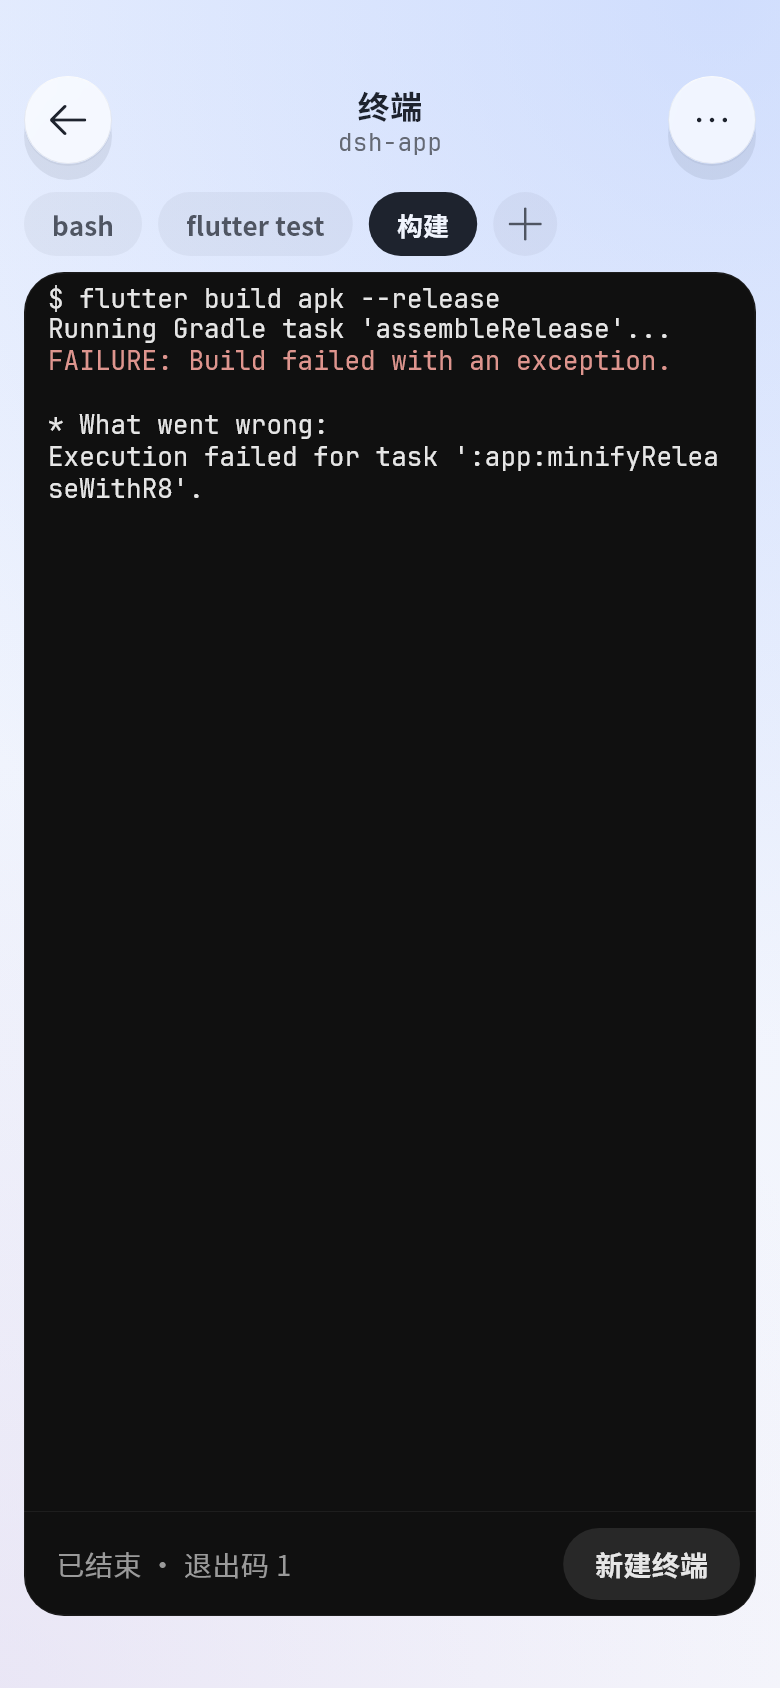 终端
dsh-app
bash
flutter test
构建
$ flutter build apk --release
Running Gradle task 'assembleRelease'...
FAILURE: Build failed with an exception.
* What went wrong:
Execution failed for task ':app:minifyRelea
seWithR8'.
已结束 · 退出码 1
新建终端